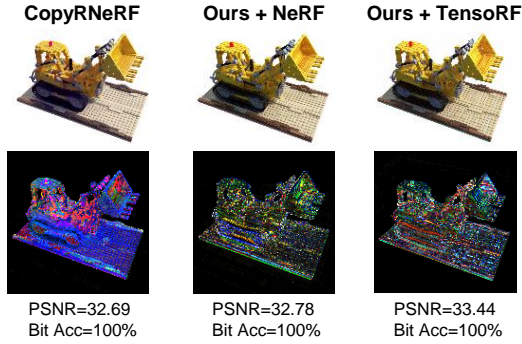 CopyRNeRF
Ours + NeRF
Ours + TensoRF
PSNR=32.69
Bit Acc=100%
PSNR=32.78
Bit Acc=100%
PSNR=33.44
Bit Acc=100%